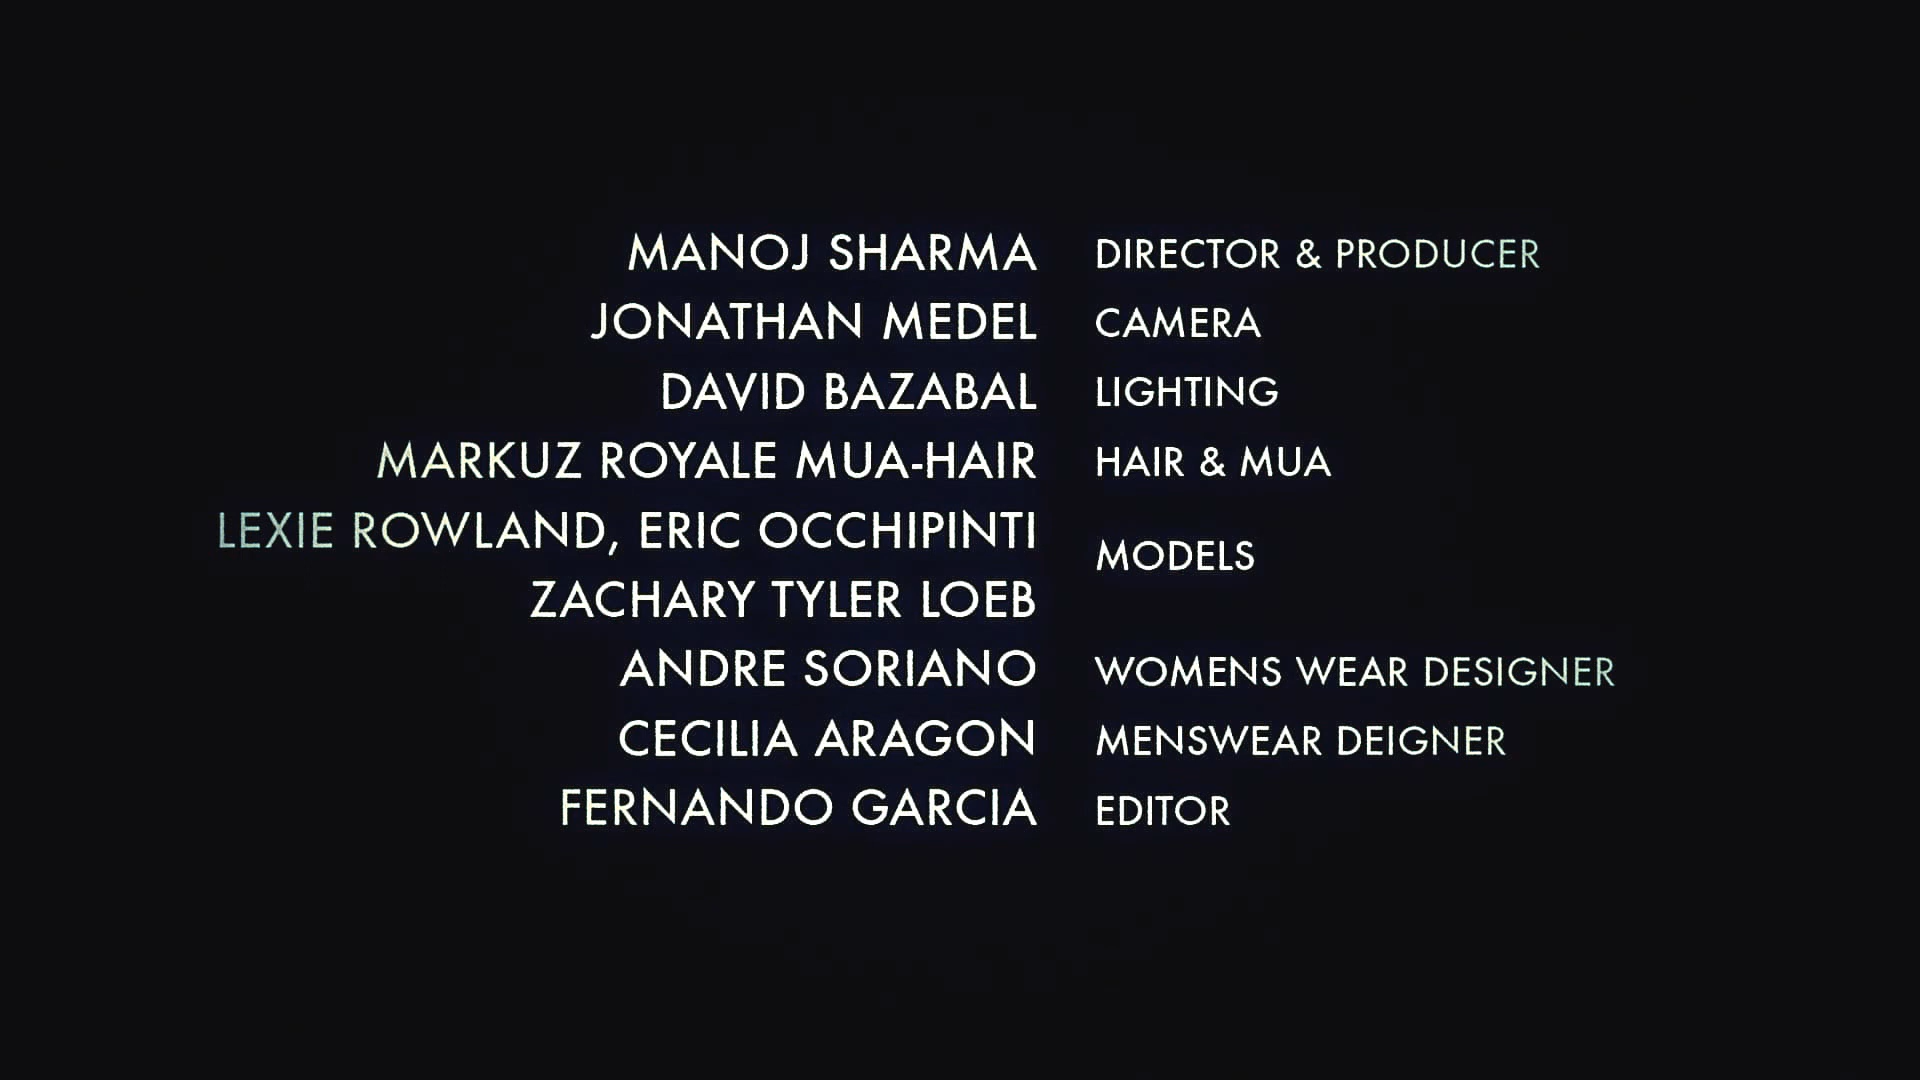 MANOJ SHARMA DIRECTOR & PRODUCER
JONATHAN MEDEL CAMERA
DAVID BAZABAL LIGHTING
MARKUZ ROYALE MUA-HAIR HAIR & MUA
LEXIE ROWLAND, ERIC OCCHIPINTI
MODELS
ZACHARY TYLER LOEB
ANDRE SORIANO WOMENS WEAR DESIGNER
CECILIA ARAGON MENSWEAR DEIGNER
FERNANDO GARCIA EDITOR